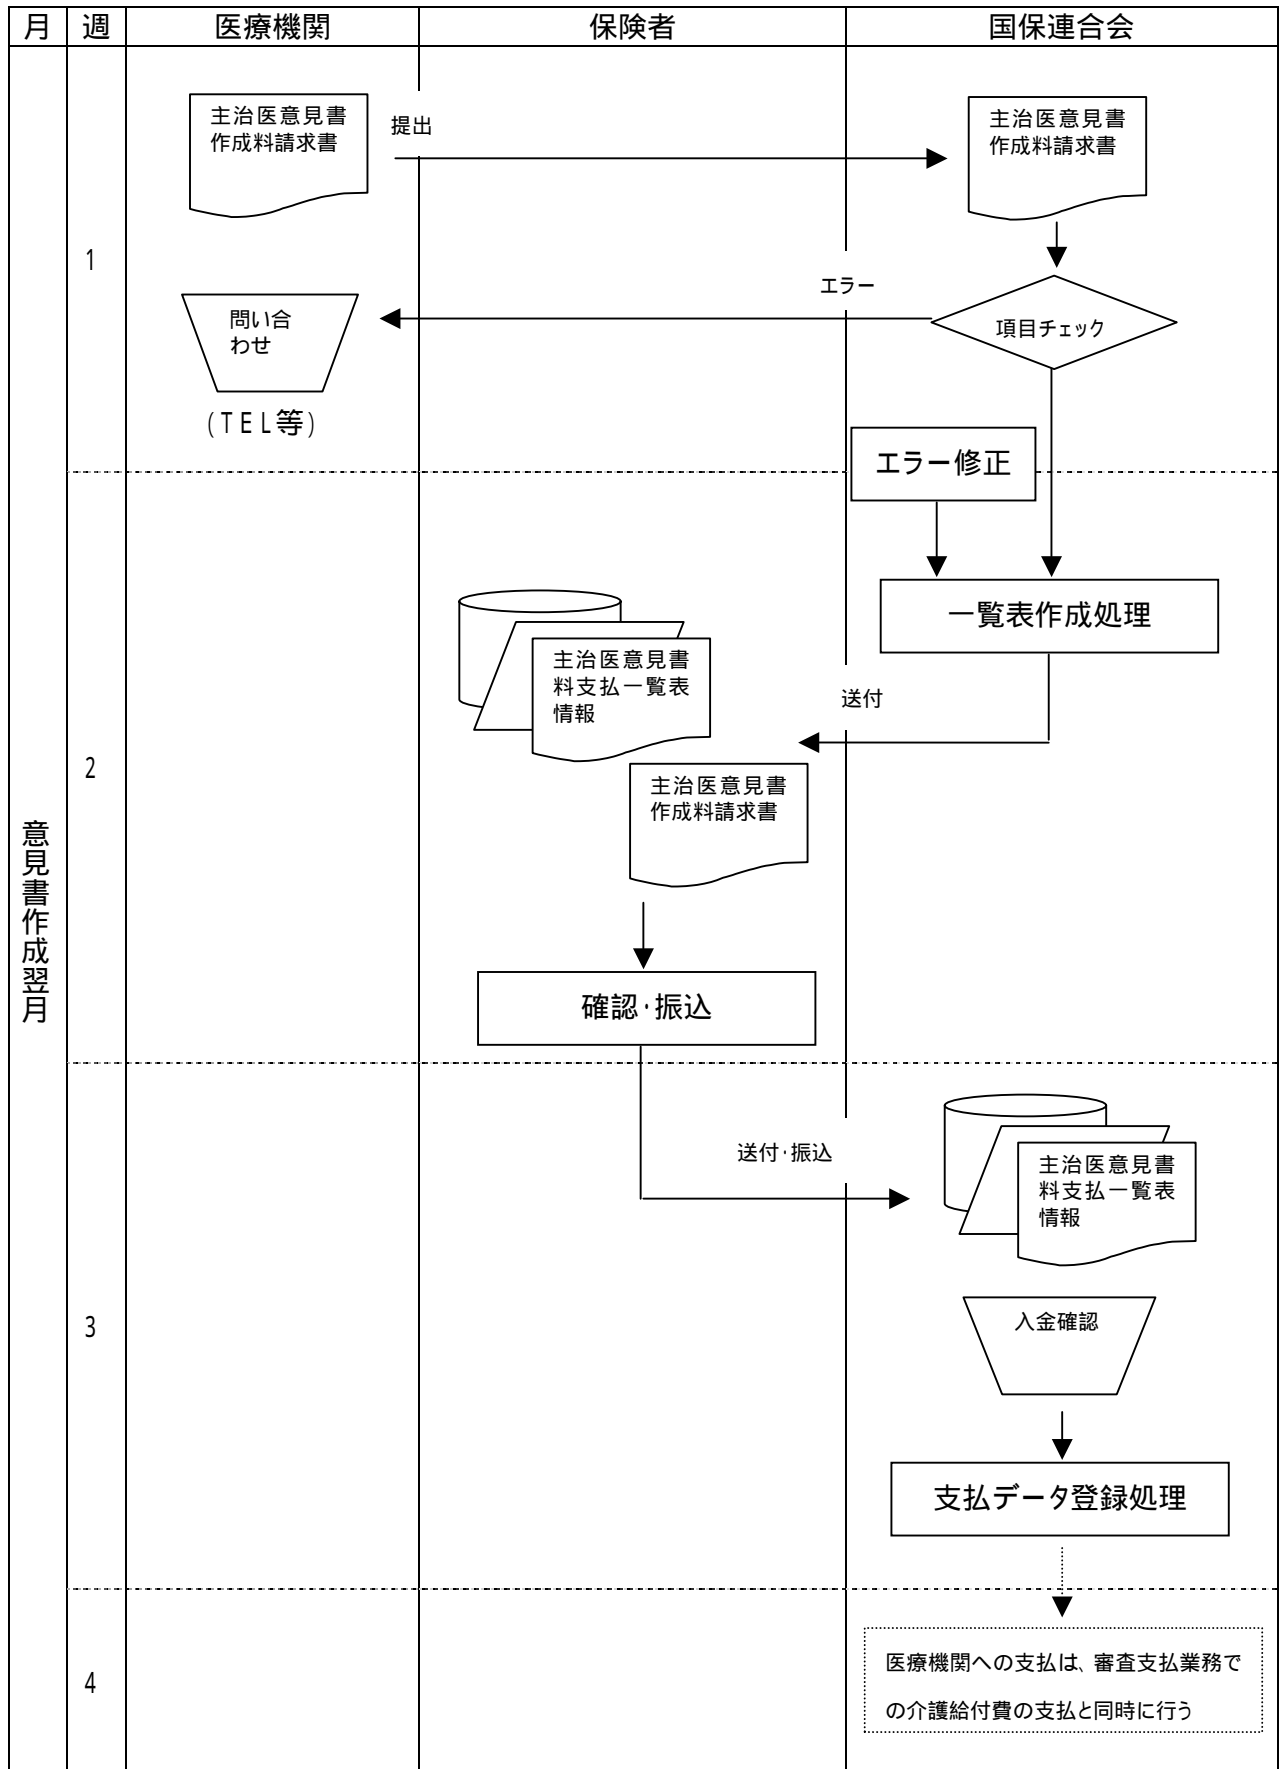 月 週 医療機関 保険者 国保連合会
主治医意見書
作成料請求書
提出
主治医意見書
作成料請求書
1
エラー
項目チェック
問い合
わせ
(TEL等)
エラー修正
一覧表作成処理
主治医意見書
料支払一覧表
情報
送付
2
主治医意見書
作成料請求書
意見書作成翌月
確認・振込
送付・振込
主治医意見書
料支払一覧表
情報
3
入金確認
支払データ登録処理
4
医療機関への支払は、審査支払業務で
の介護給付費の支払と同時に行う